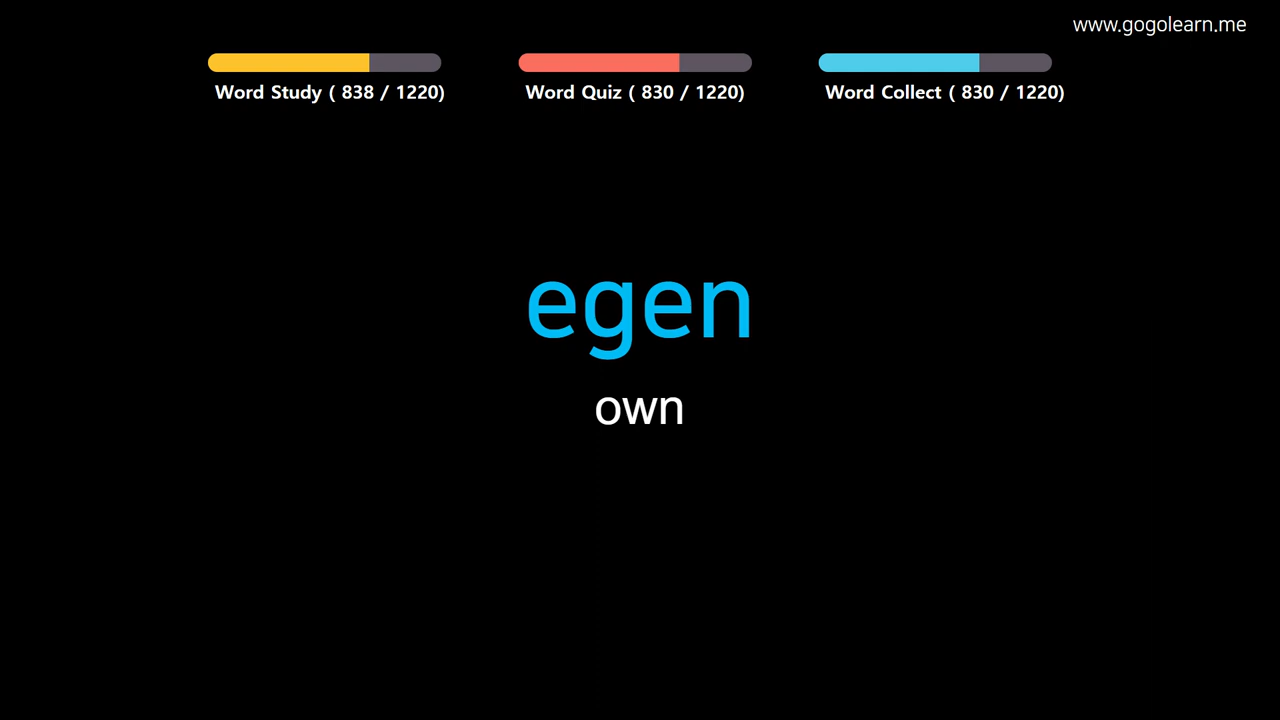 www.gogolearn.me
Word Study ( 838 / 1220)
Word Quiz ( 830 / 1220)
Word Collect ( 830 / 1220)
egen
own